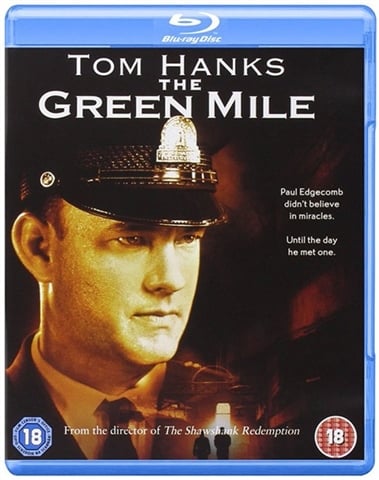 Blu-ray Disc
TOM HANKS
THE
GREEN MILE
Paul Edgecomb
didn't believe
in miracles.
Until the day
he met one.
From the director of The Shawshank Redemption
18
18